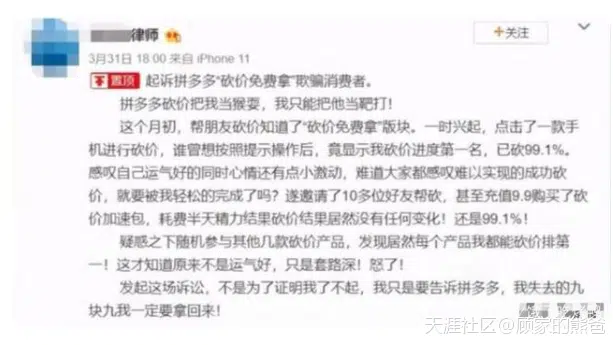 律师
+关注
3月31日 18:00 来自 iPhone 11
置顶 起诉拼多多“砍价免费拿”欺骗消费者。
拼多多砍价把我当猴耍，我只能把他当靶打！
这个月初，帮朋友砍价知道了“砍价免费拿”版块。一时兴起，点击了一款手
机进行砍价，谁曾想按照提示操作后，竟显示我砍价进度第一名，已砍99.1%。
感叹自己运气好的同时心情还有点小激动，难道大家都感叹难以实现的成功砍
价，就要被我轻松的完成了吗？遂邀请了10多位好友帮砍，甚至充值9.9购买了砍
价加速包，耗费半天精力结果砍价结果居然没有任何变化！还是99.1%！
疑惑之下随机参与其他几款砍价产品，发现居然每个产品我都能砍价排第
一！这才知道原来不是运气好，只是套路深！怒了！
发起这场诉讼，不是为了证明我了不起，我只是要告诉拼多多，我失去的九
块九我一定要拿回来！
天涯社区@顾家的熊爸